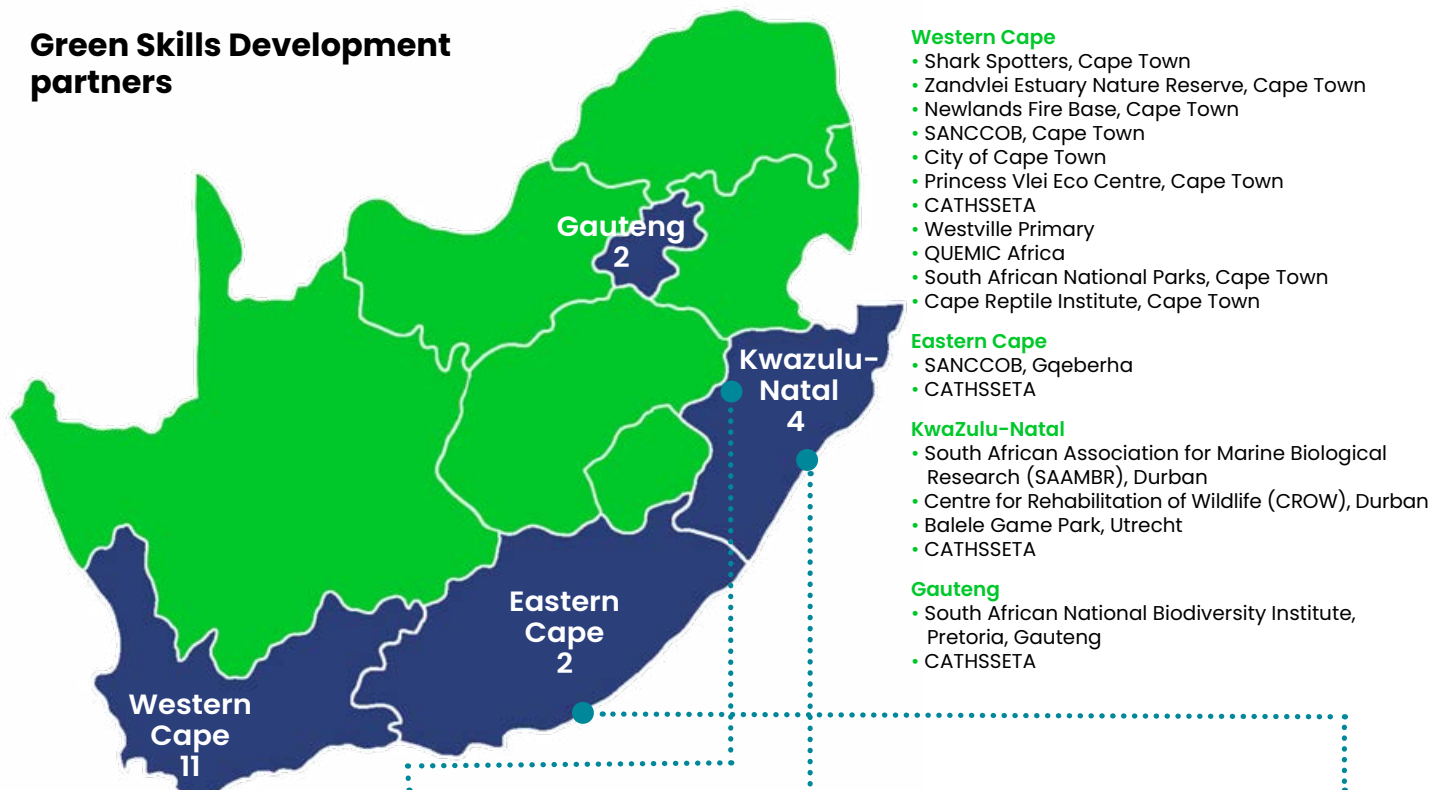 Green Skills Development
partners
Gauteng
2
Kwazulu-
Natal
4
Eastern
Cape
2
Western
Cape
11
Western Cape
• Shark Spotters, Cape Town
• Zandvlei Estuary Nature Reserve, Cape Town
• Newlands Fire Base, Cape Town
• SANCCOB, Cape Town
• City of Cape Town
• Princess Vlei Eco Centre, Cape Town
• CATHSSETA
• Westville Primary
• QUEMIC Africa
• South African National Parks, Cape Town
• Cape Reptile Institute, Cape Town
Eastern Cape
• SANCCOB, Gqeberha
• CATHSSETA
KwaZulu-Natal
• South African Association for Marine Biological
Research (SAAMBR), Durban
• Centre for Rehabilitation of Wildlife (CROW), Durban
• Balele Game Park, Utrecht
• CATHSSETA
Gauteng
• South African National Biodiversity Institute,
Pretoria, Gauteng
• CATHSSETA